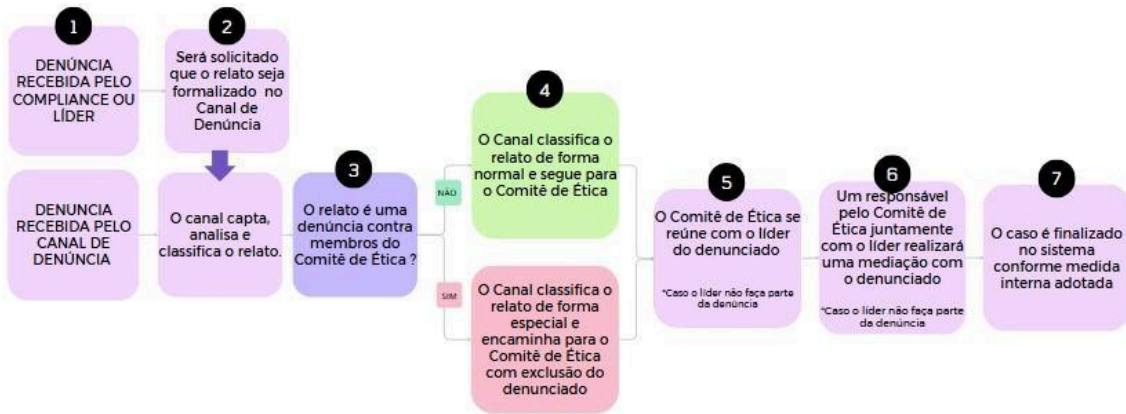 1
DENÚNCIA
RECEBIDA PELO
COMPLIANCE OU
LÍDER
2
Será solicitado
que o relato seja
formalizado no
Canal de
Denúncia
DENUNCIA
RECEBIDA PELO
CANAL DE
DENÚNCIA
O canal capta,
analisa e
classifica o relato.
3
O relato é uma
denúncia contra
membros do
Comitê de Ética ?
NÃO
SIM
4
O Canal classifica o
relato de forma
normal e segue para
o Comitê de Ética
O Canal classifica o
relato de forma
especial e
encaminha para o
Comitê de Ética
com exclusão do
denunciado
5
O Comitê de Ética se
reúne com o líder
do denunciado
*Caso o líder não faça parte
da denúncia
6
Um responsável
pelo Comitê de
Ética juntamente
com o líder realizará
uma mediação com
o denunciado
*Caso o líder não faça parte
da denúncia
7
O caso é finalizado
no sistema
conforme medida
interna adotada